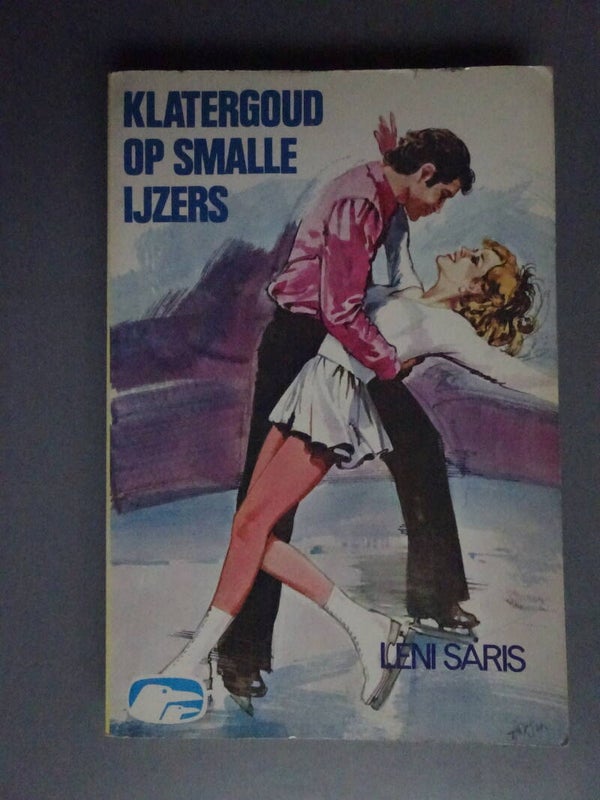 KLATERGOUD
OP SMALLE
IJZERS
LENI SARIS